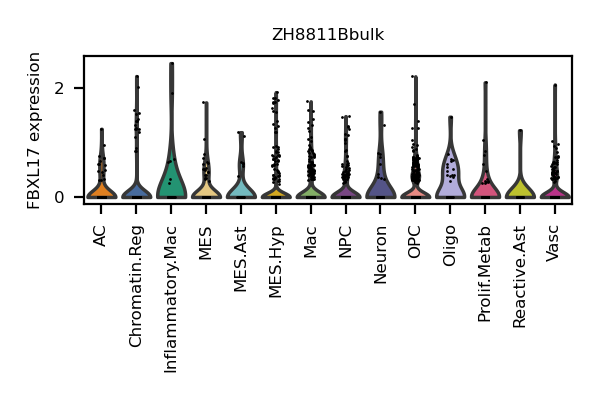 ZH8811Bbulk
FBXL17 expression
2
0
AC
Chromatin.Reg
Inflammatory.Mac
MES
MES.Ast
MES.Hyp
Mac
NPC
Neuron
OPC
Oligo
Prolif.Metab
Reactive.Ast
Vasc